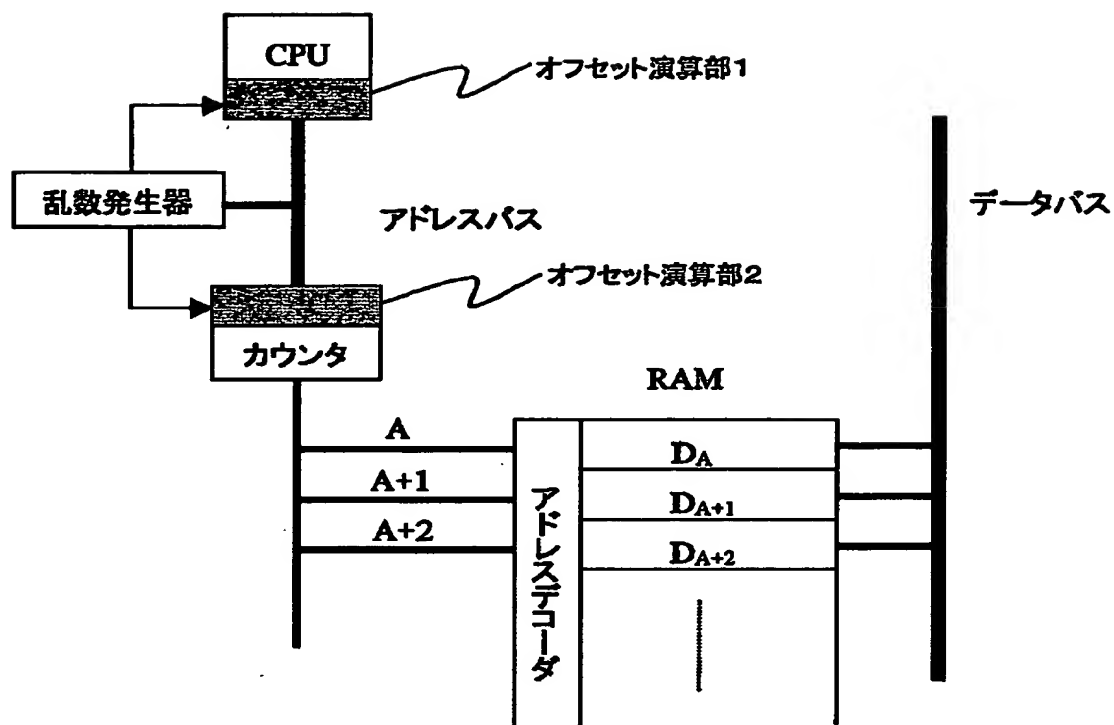 CPU
オフセット演算部1
乱数発生器
アドレスバス
データバス
オフセット演算部2
カウンタ
RAM
A
DA
A+1
DA+1
A+2
DA+2
アドレスデコーダ